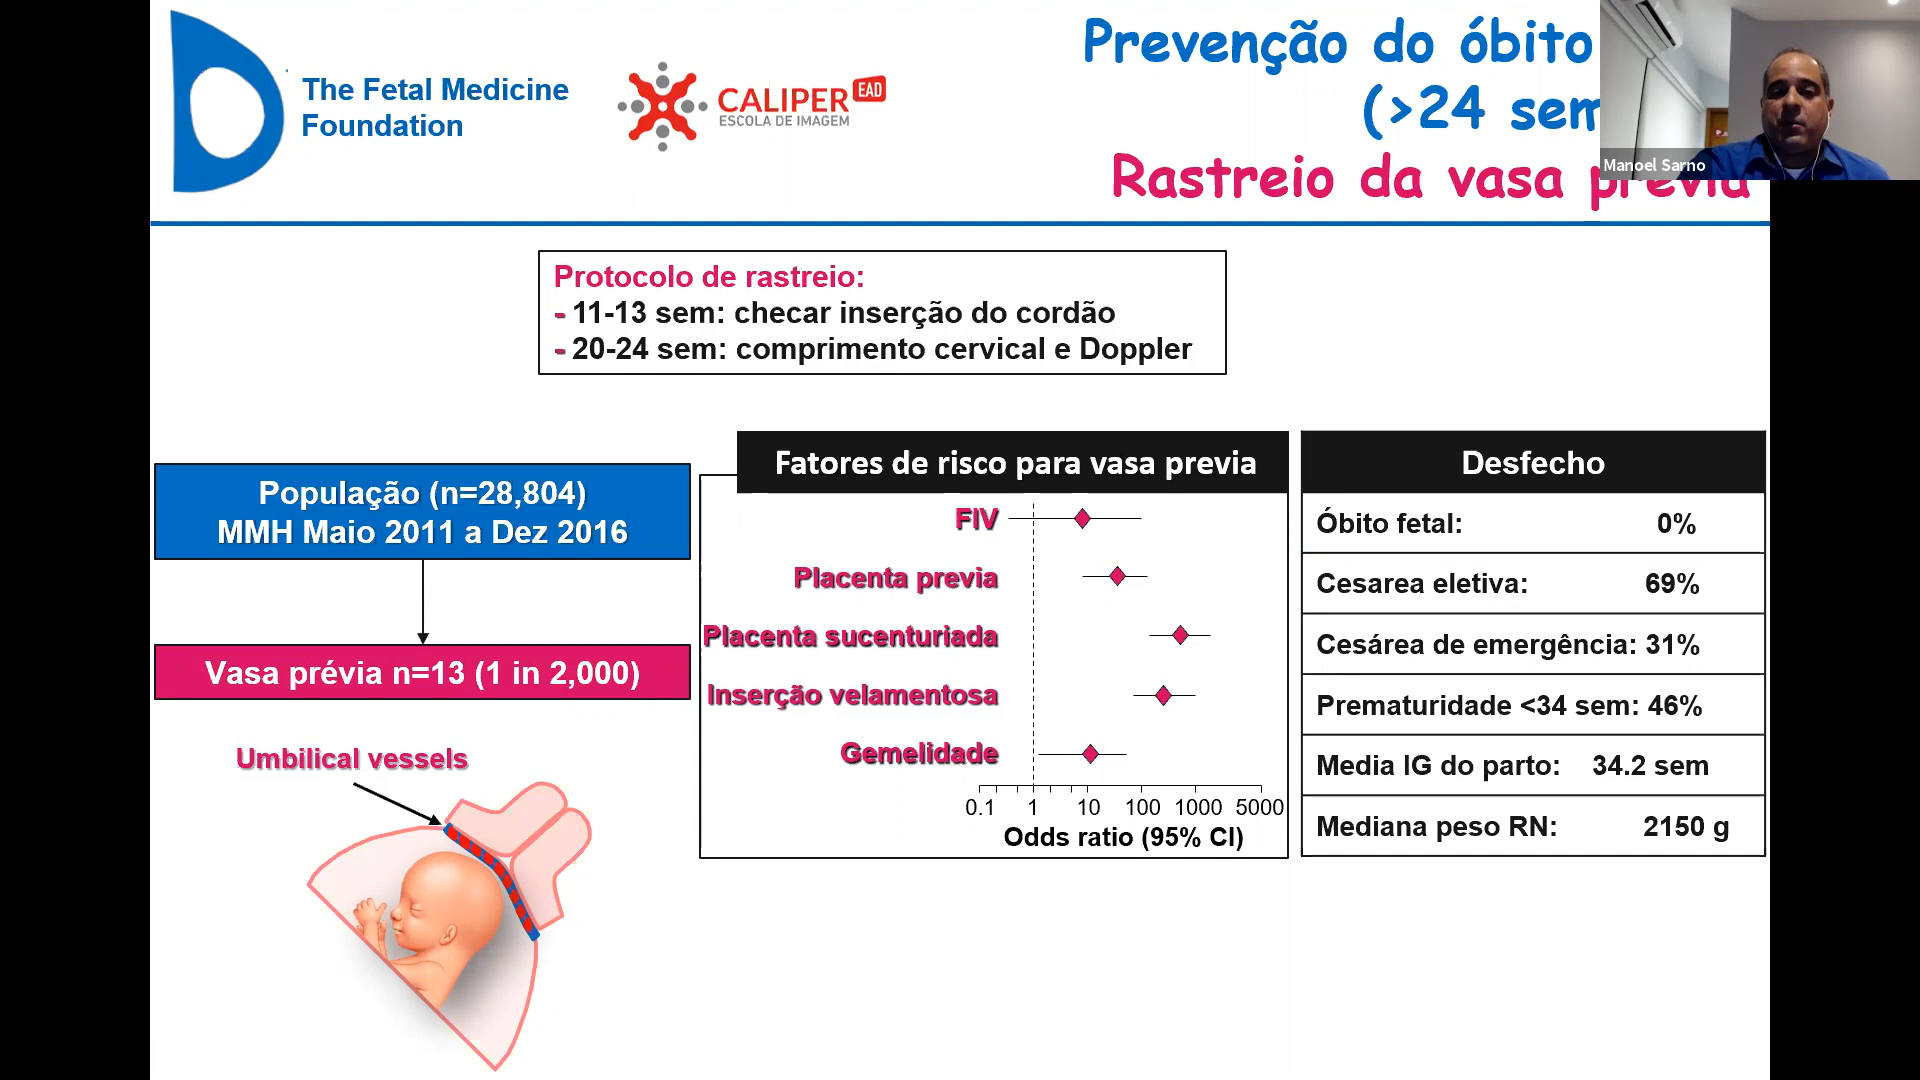 The Fetal Medicine
Foundation
CALIPER EAD
ESCOLA DE IMAGEM
Prevenção do óbito
(>24 sem
Rastreio da vasa previa
Manoel Sarno
Protocolo de rastreio:
- 11-13 sem: checar inserção do cordão
- 20-24 sem: comprimento cervical e Doppler
População (n=28,804)
MMH Maio 2011 a Dez 2016
Vasa prévia n=13 (1 in 2,000)
Umbilical vessels
Fatores de risco para vasa previa
FIV
Placenta previa
Placenta sucenturiada
Inserção velamentosa
Gemelidade
0.1 1 10 100 1000 5000
Odds ratio (95% CI)
Desfecho
Óbito fetal: 0%
Cesarea eletiva: 69%
Cesárea de emergência: 31%
Prematuridade <34 sem: 46%
Media IG do parto: 34.2 sem
Mediana peso RN: 2150 g